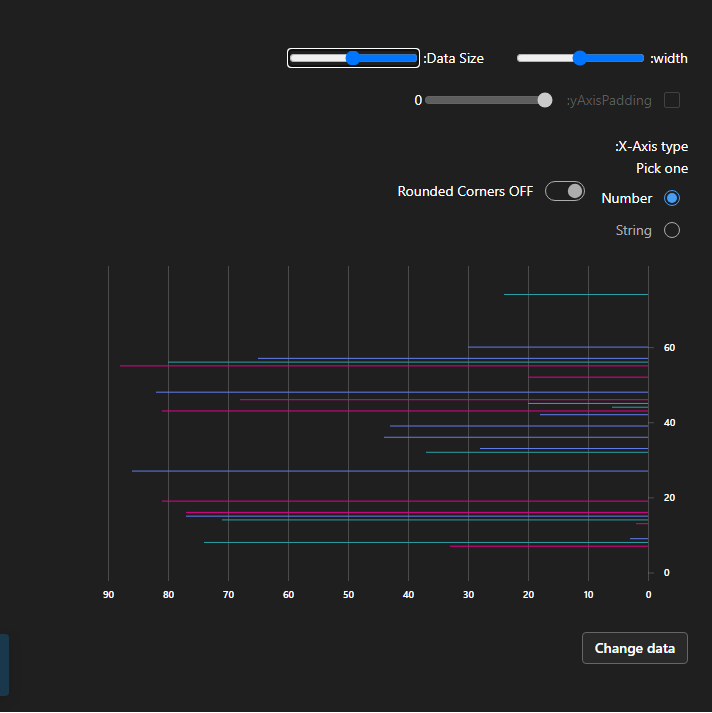 :width
:Data Size
:yAxisPadding
0
:X-Axis type
Pick one
Number
Rounded Corners OFF
String
60
40
20
0
90 80 70 60 50 40 30 20 10 0
Change data